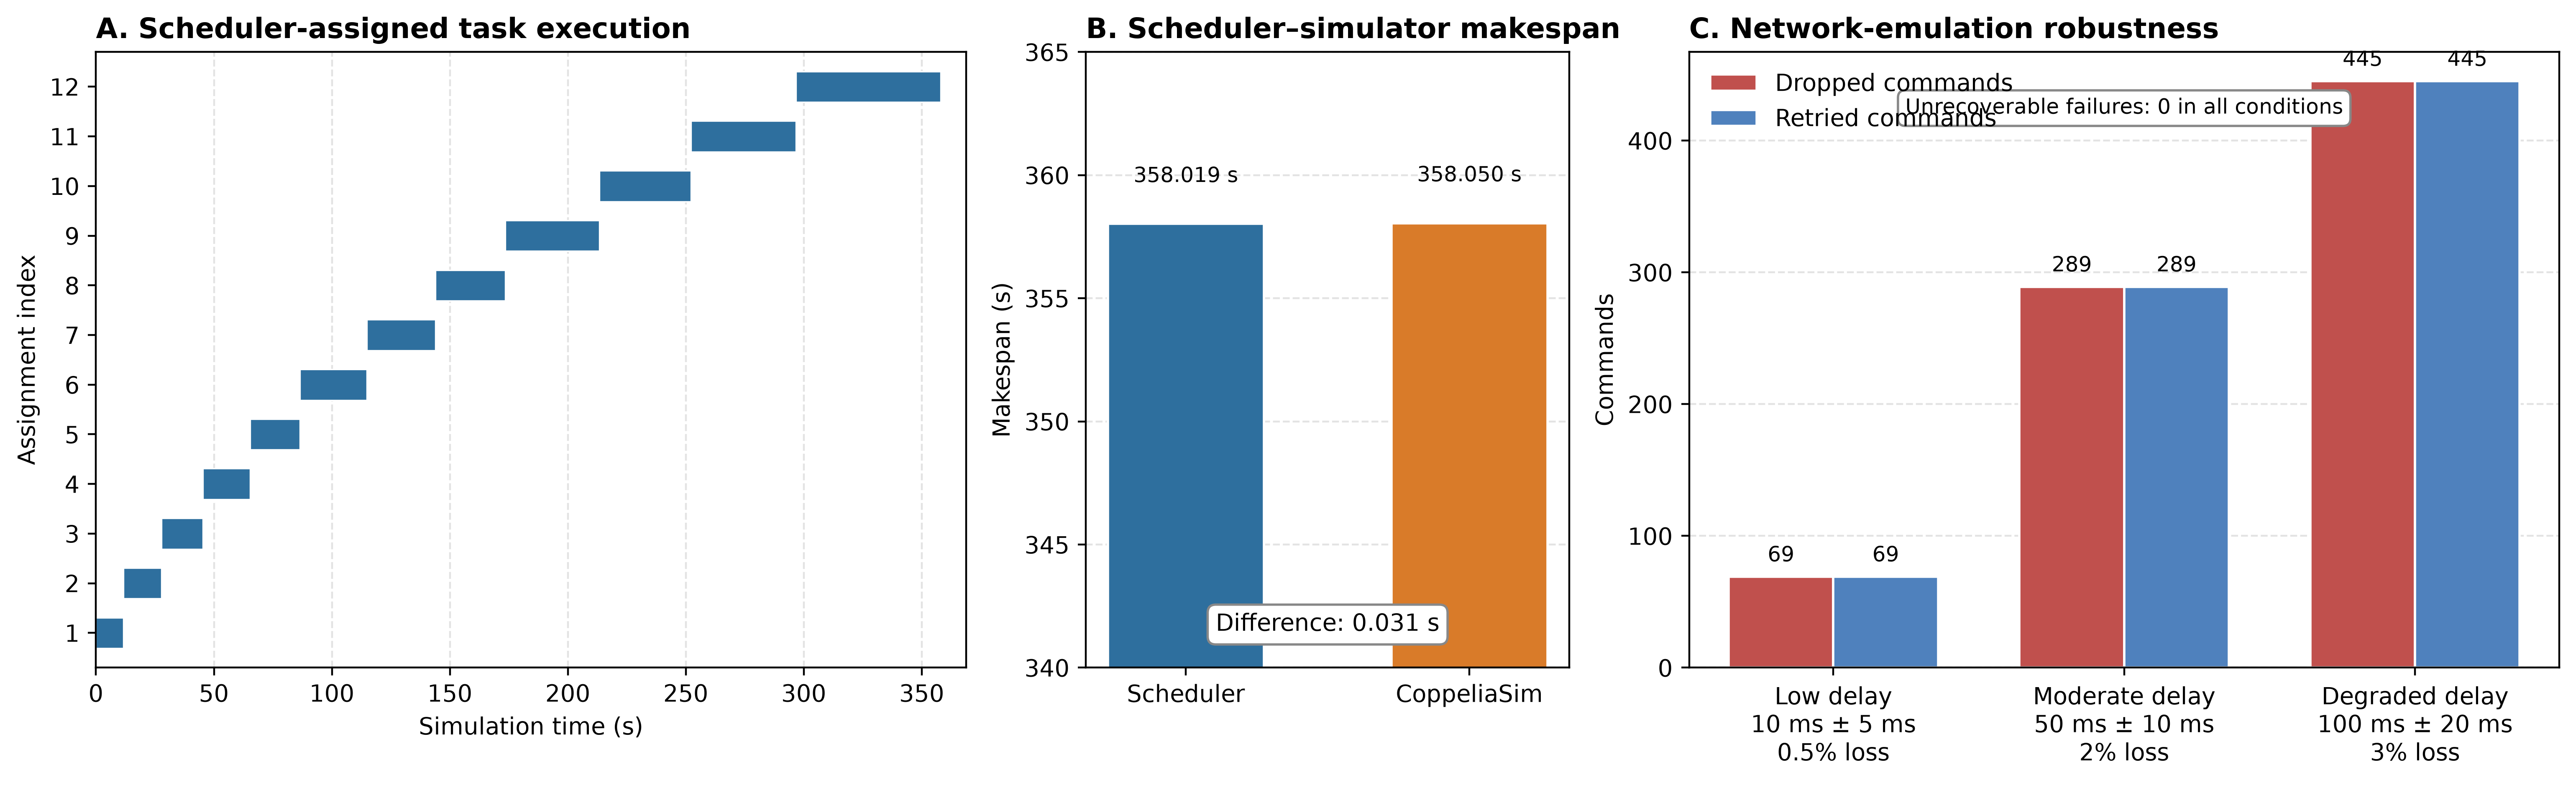 A. Scheduler-assigned task execution
Assignment index
12
11
10
9
8
7
6
5
4
3
2
1
0 50 100 150 200 250 300 350
Simulation time (s)
B. Scheduler–simulator makespan
Makespan (s)
365
360
355
350
345
340
358.019 s
358.050 s
Difference: 0.031 s
Scheduler
CoppeliaSim
C. Network-emulation robustness
Commands
400
300
200
100
0
Dropped commands
Retried commands
Unrecoverable failures: 0 in all conditions
69 69
289 289
445 445
Low delay
10 ms ± 5 ms
0.5% loss
Moderate delay
50 ms ± 10 ms
2% loss
Degraded delay
100 ms ± 20 ms
3% loss